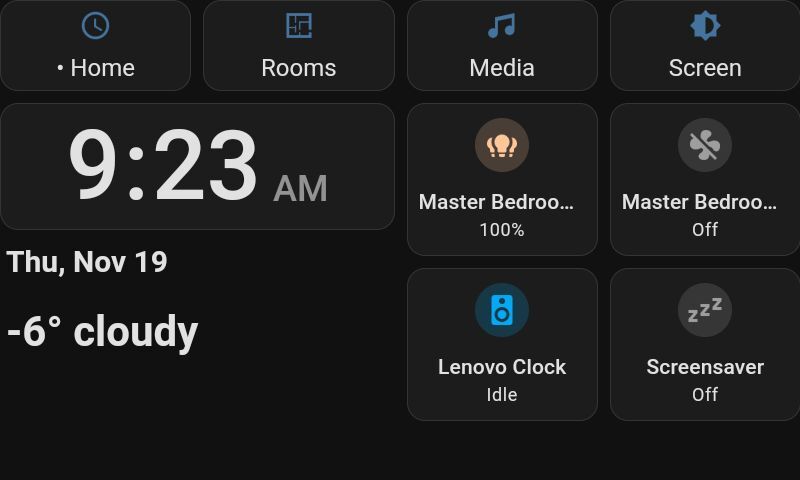 • Home
Rooms
Media
Screen
9:23 AM
Thu, Nov 19
-6° cloudy
Master Bedroo...
100%
Master Bedroo...
Off
Lenovo Clock
Idle
zzz
Screensaver
Off